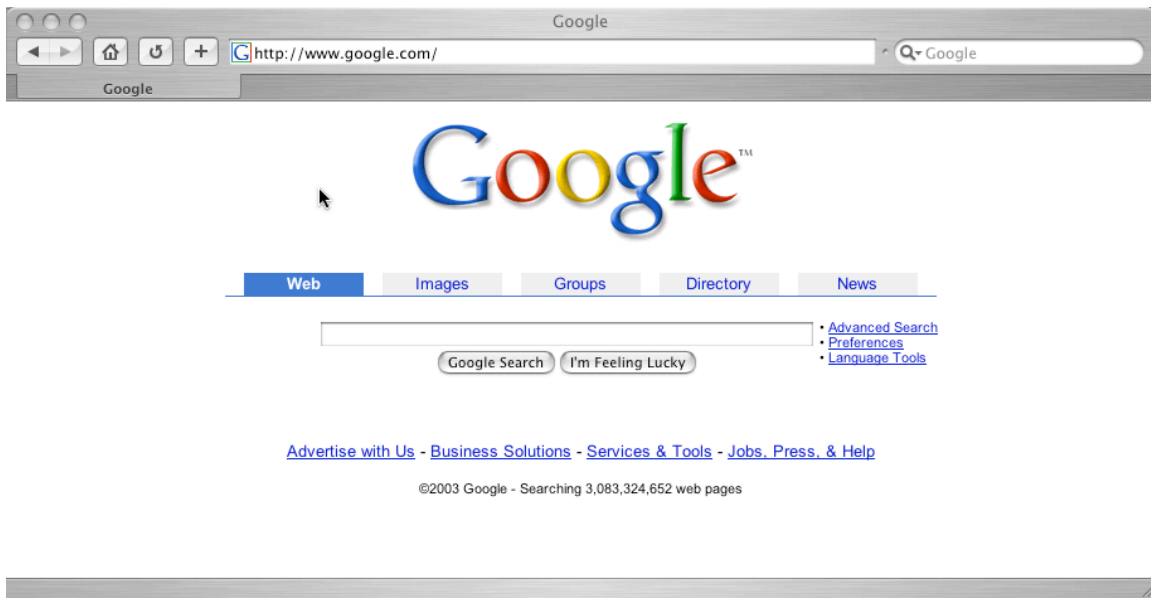 Google
http://www.google.com/ Google
Google
Google™
Web Images Groups Directory News
• Advanced Search
• Preferences
• Language Tools
Google Search I'm Feeling Lucky
Advertise with Us - Business Solutions - Services & Tools - Jobs, Press, & Help
©2003 Google - Searching 3,083,324,652 web pages